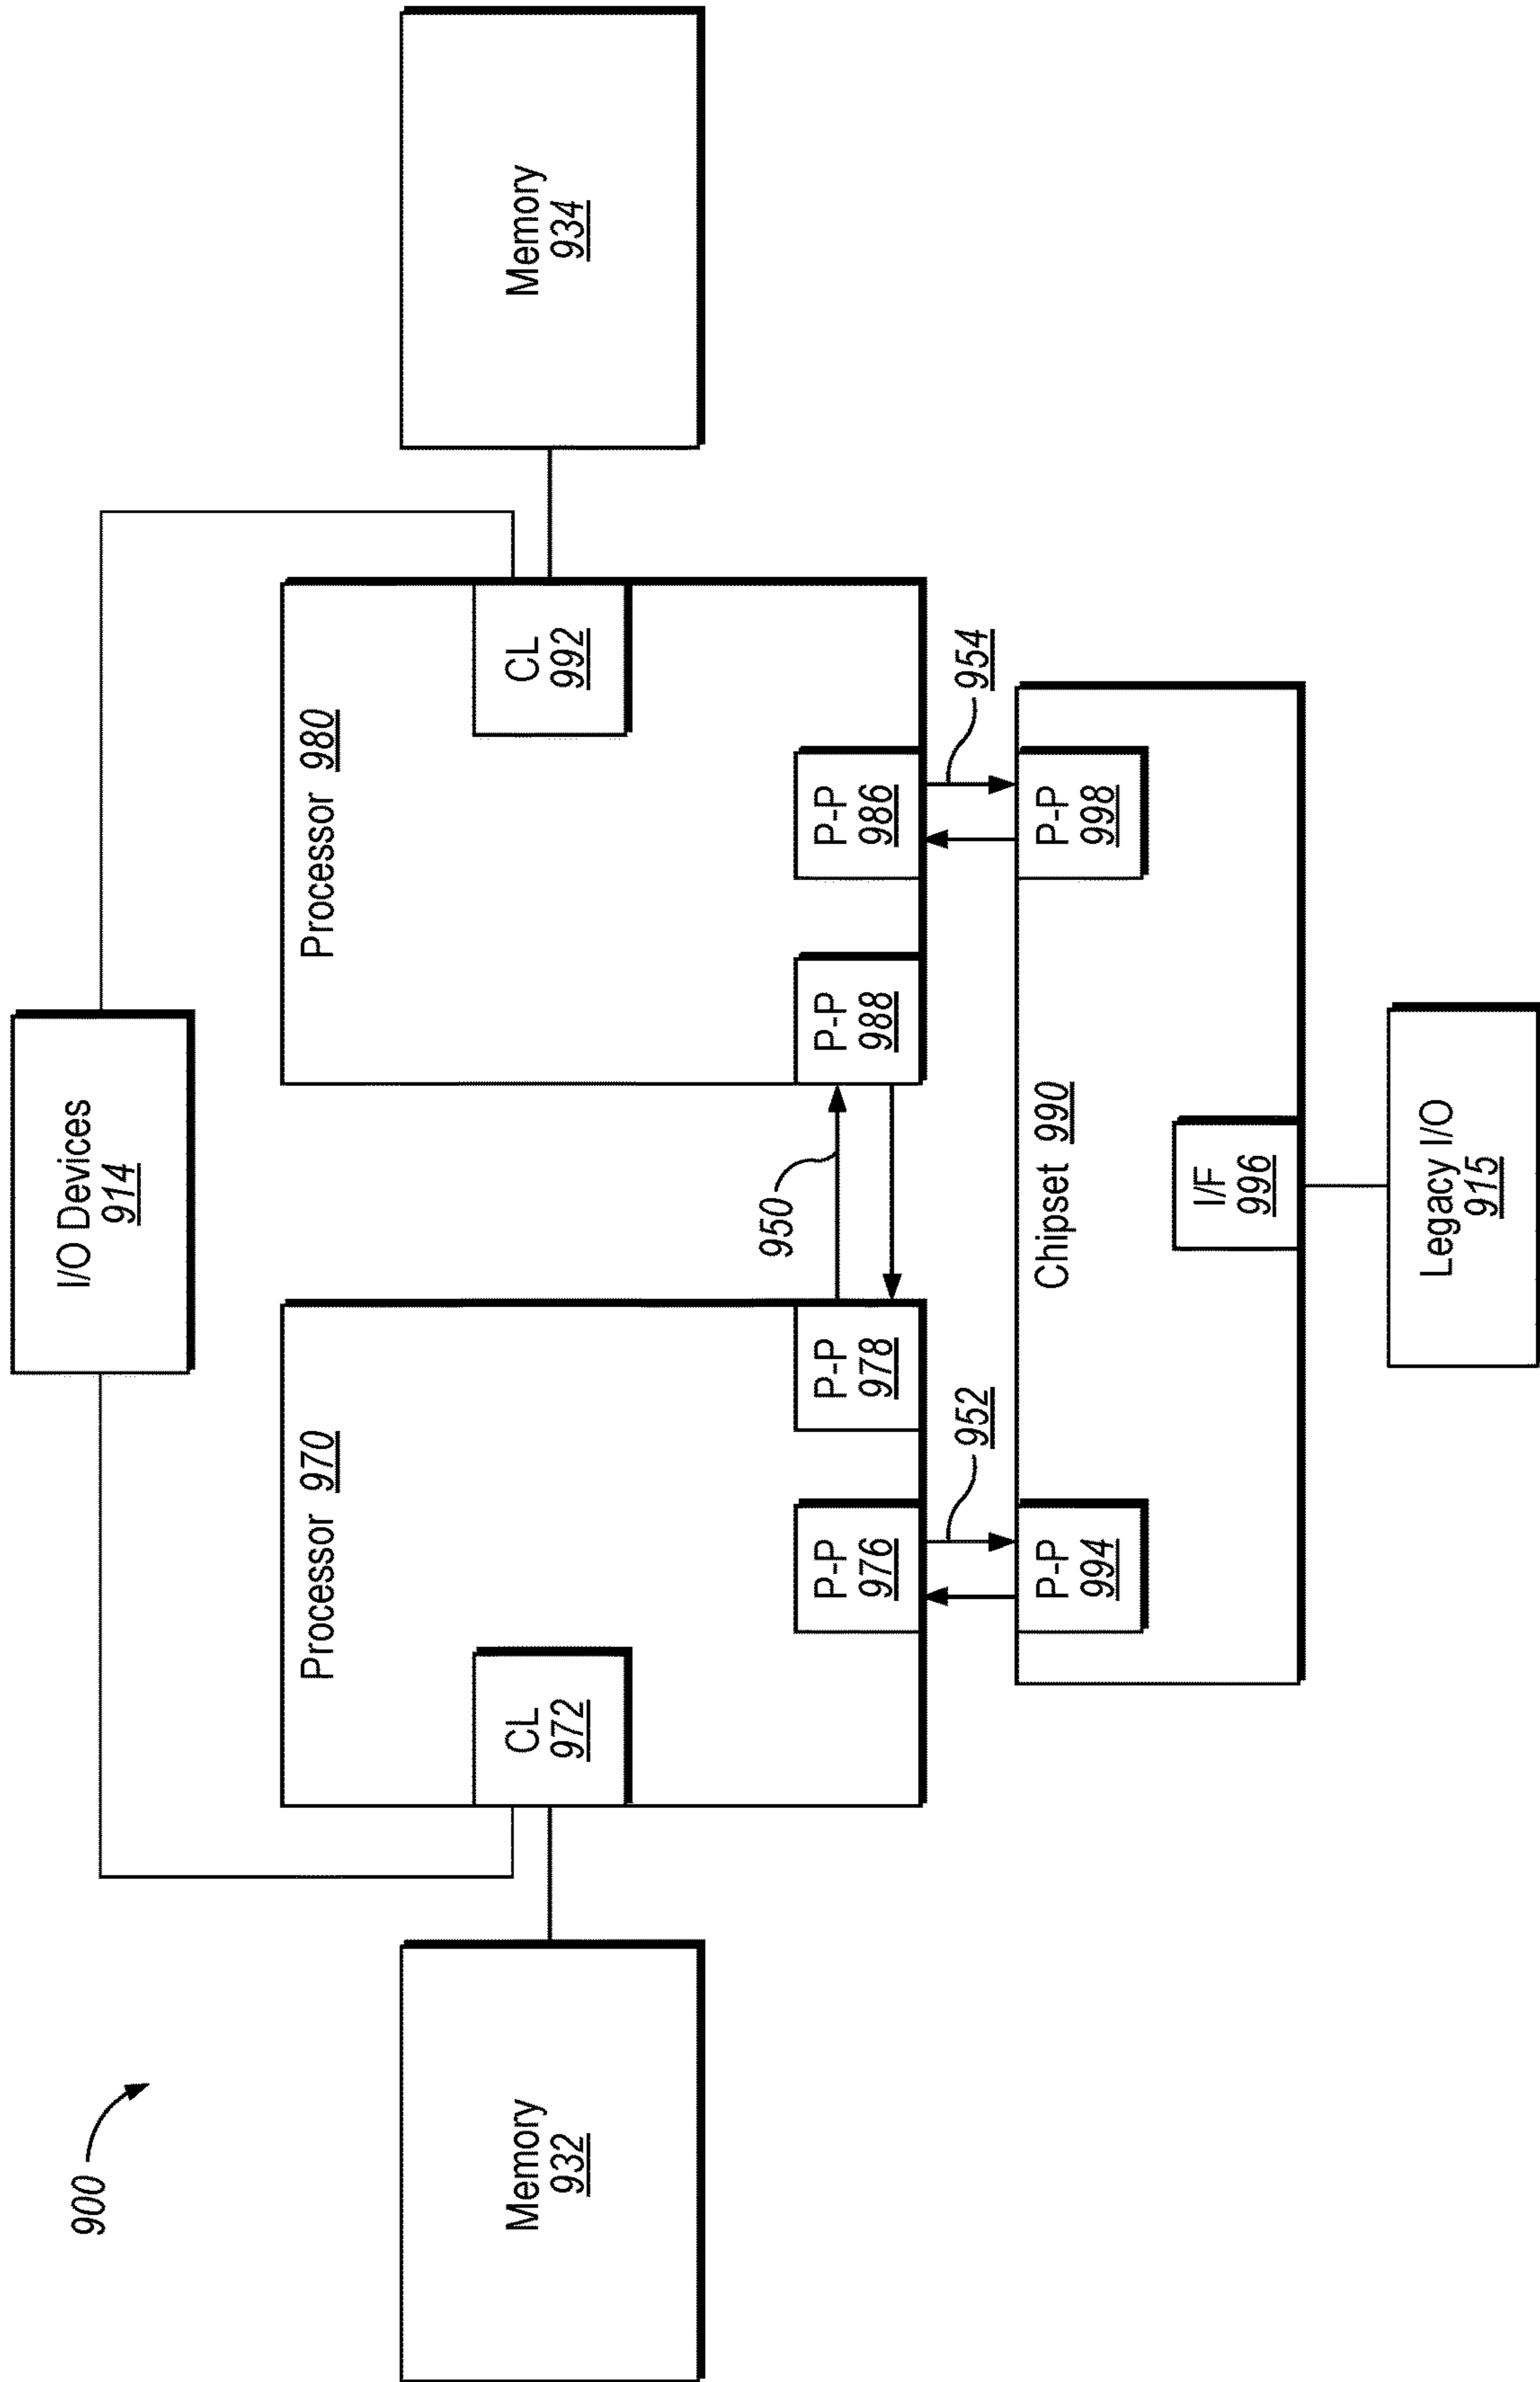 900
I/O Devices
914
Memory
932
Processor 970
CL
972
P-P
976
P-P
978
950
Processor 980
CL
992
P-P
988
P-P
986
Memory
934
952
954
Chipset 990
P-P
994
P-P
998
I/F
996
Legacy I/O
915